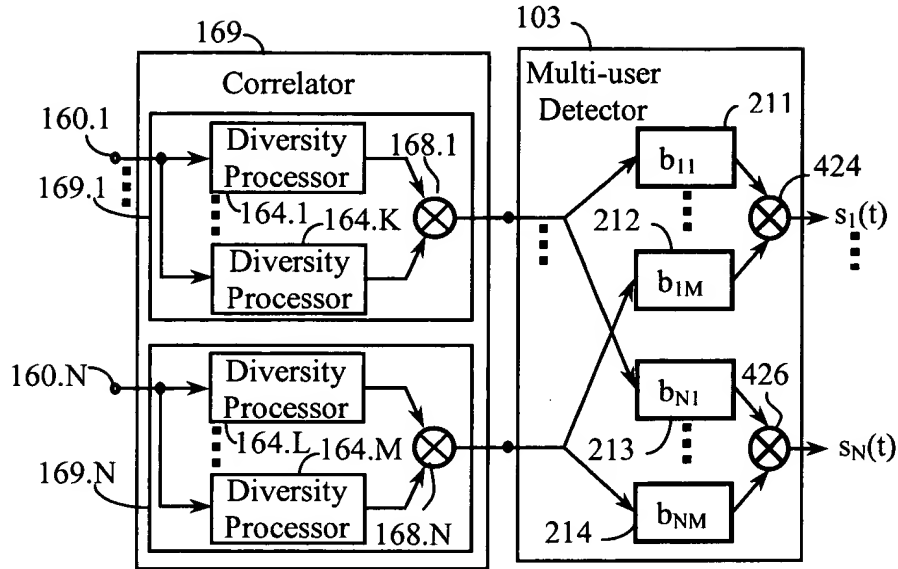 169
103
Correlator
Multi-user
Detector
211
160.1
Diversity
Processor
168.1
b11
424
169.1
164.1
164.K
212
s1(t)
Diversity
Processor
b1M
160.N
Diversity
Processor
bN1
426
164.L
164.M
213
sN(t)
169.N
Diversity
Processor
168.N
214
bNM